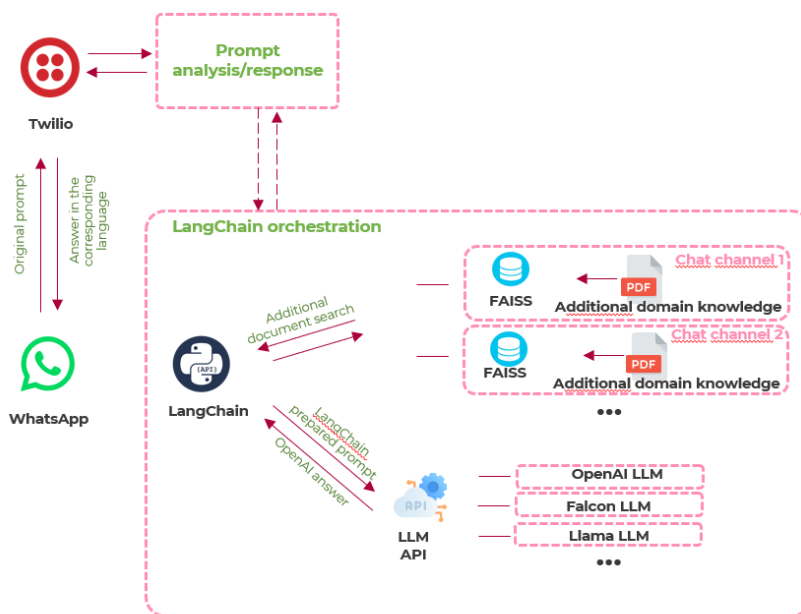 Prompt
analysis/response
Twilio
Original prompt
Answer in the
corresponding
language
WhatsApp
LangChain orchestration
Chat channel 1
FAISS
PDF
Additional domain knowledge
Chat channel 2
FAISS
PDF
Additional domain knowledge
•••
Additional
document search
(API)
LangChain
LangChain
prepared prompt
OpenAI answer
API
LLM
API
OpenAI LLM
Falcon LLM
Llama LLM
•••